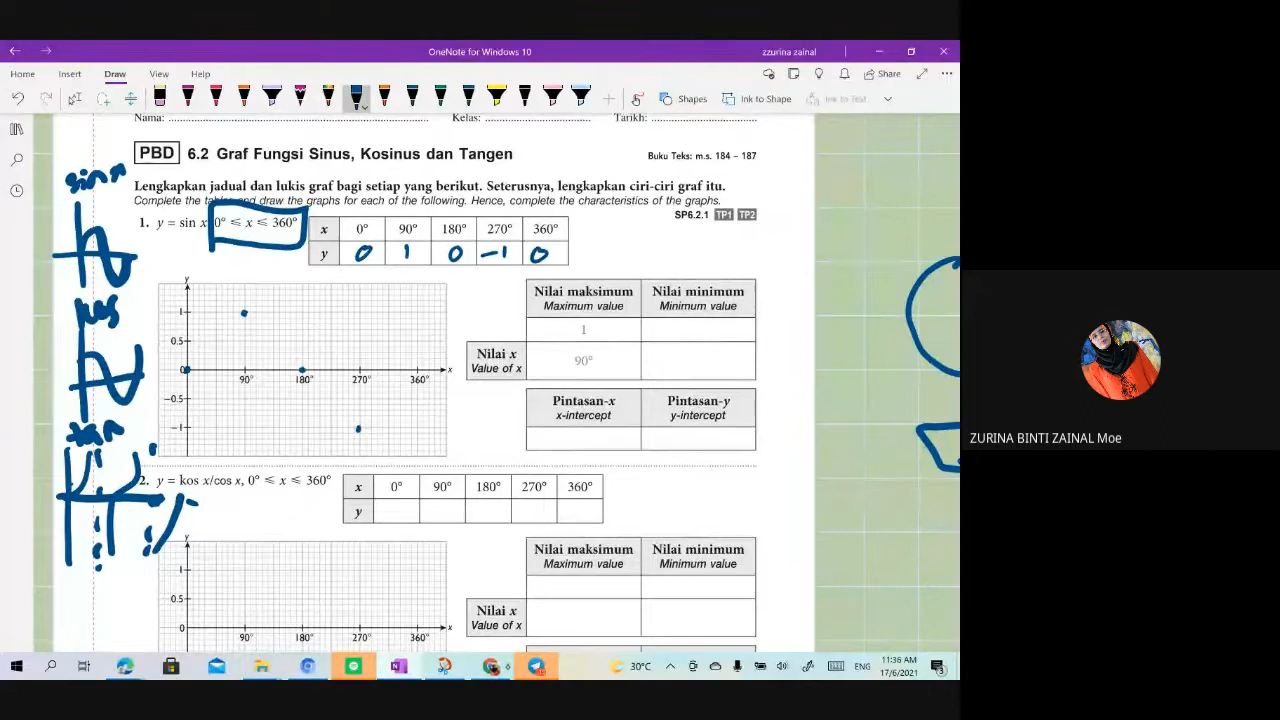 OneNote for Windows 10
zzurina zainal
Home Insert Draw View Help
Share
Shapes
Ink to Shape
Ink to Text
Nama: Kelas: Tarikh:
PBD 6.2 Graf Fungsi Sinus, Kosinus dan Tangen
Buku Teks: m.s. 184 – 187
Lengkapkan jadual dan lukis graf bagi setiap yang berikut. Seterusnya, lengkapkan ciri-ciri graf itu.
Complete the tables and draw the graphs for each of the following. Hence, complete the characteristics of the graphs.
SP6.2.1 TP1 TP2
sin x
1. y = sin x, 0° ⩽ x ⩽ 360°
x 0° 90° 180° 270° 360°
y 0 1 0 -1 0
y
1
0.5
0
−0.5
−1
90° 180° 270° 360° x
Nilai maksimum Nilai minimum
Maximum value Minimum value
1
Nilai x 90°
Value of x
Pintasan-x Pintasan-y
x-intercept y-intercept
kos
tan
2. y = kos x/cos x, 0° ⩽ x ⩽ 360°
x 0° 90° 180° 270° 360°
y
y
1
0.5
0
90° 180° 270° 360° x
Nilai maksimum Nilai minimum
Maximum value Minimum value
Nilai x
Value of x
ZURINA BINTI ZAINAL Moe
30°C
ENG
11:36 AM
17/6/2021